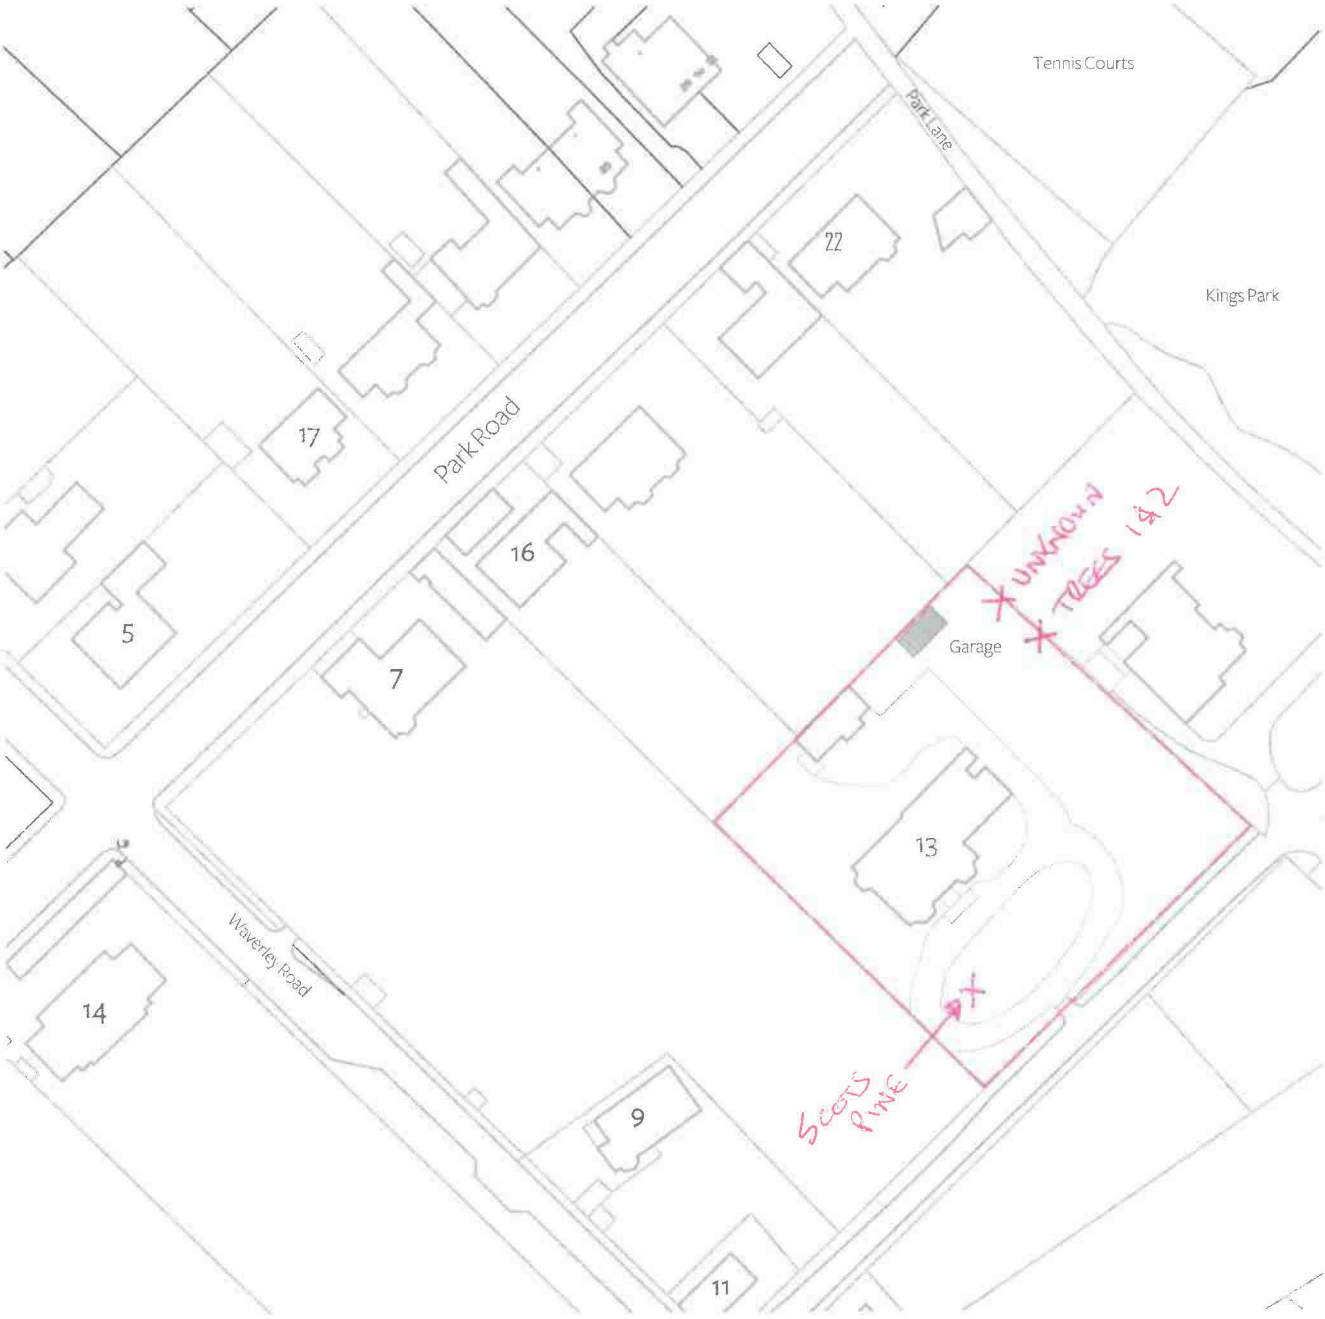 Tennis Courts
Park Lane
22
Kings Park
17
Park Road
UNKNOWN
TREES 1&2
16
5
Garage
7
13
Waverley Road
14
SCOTS
PINE
9
11